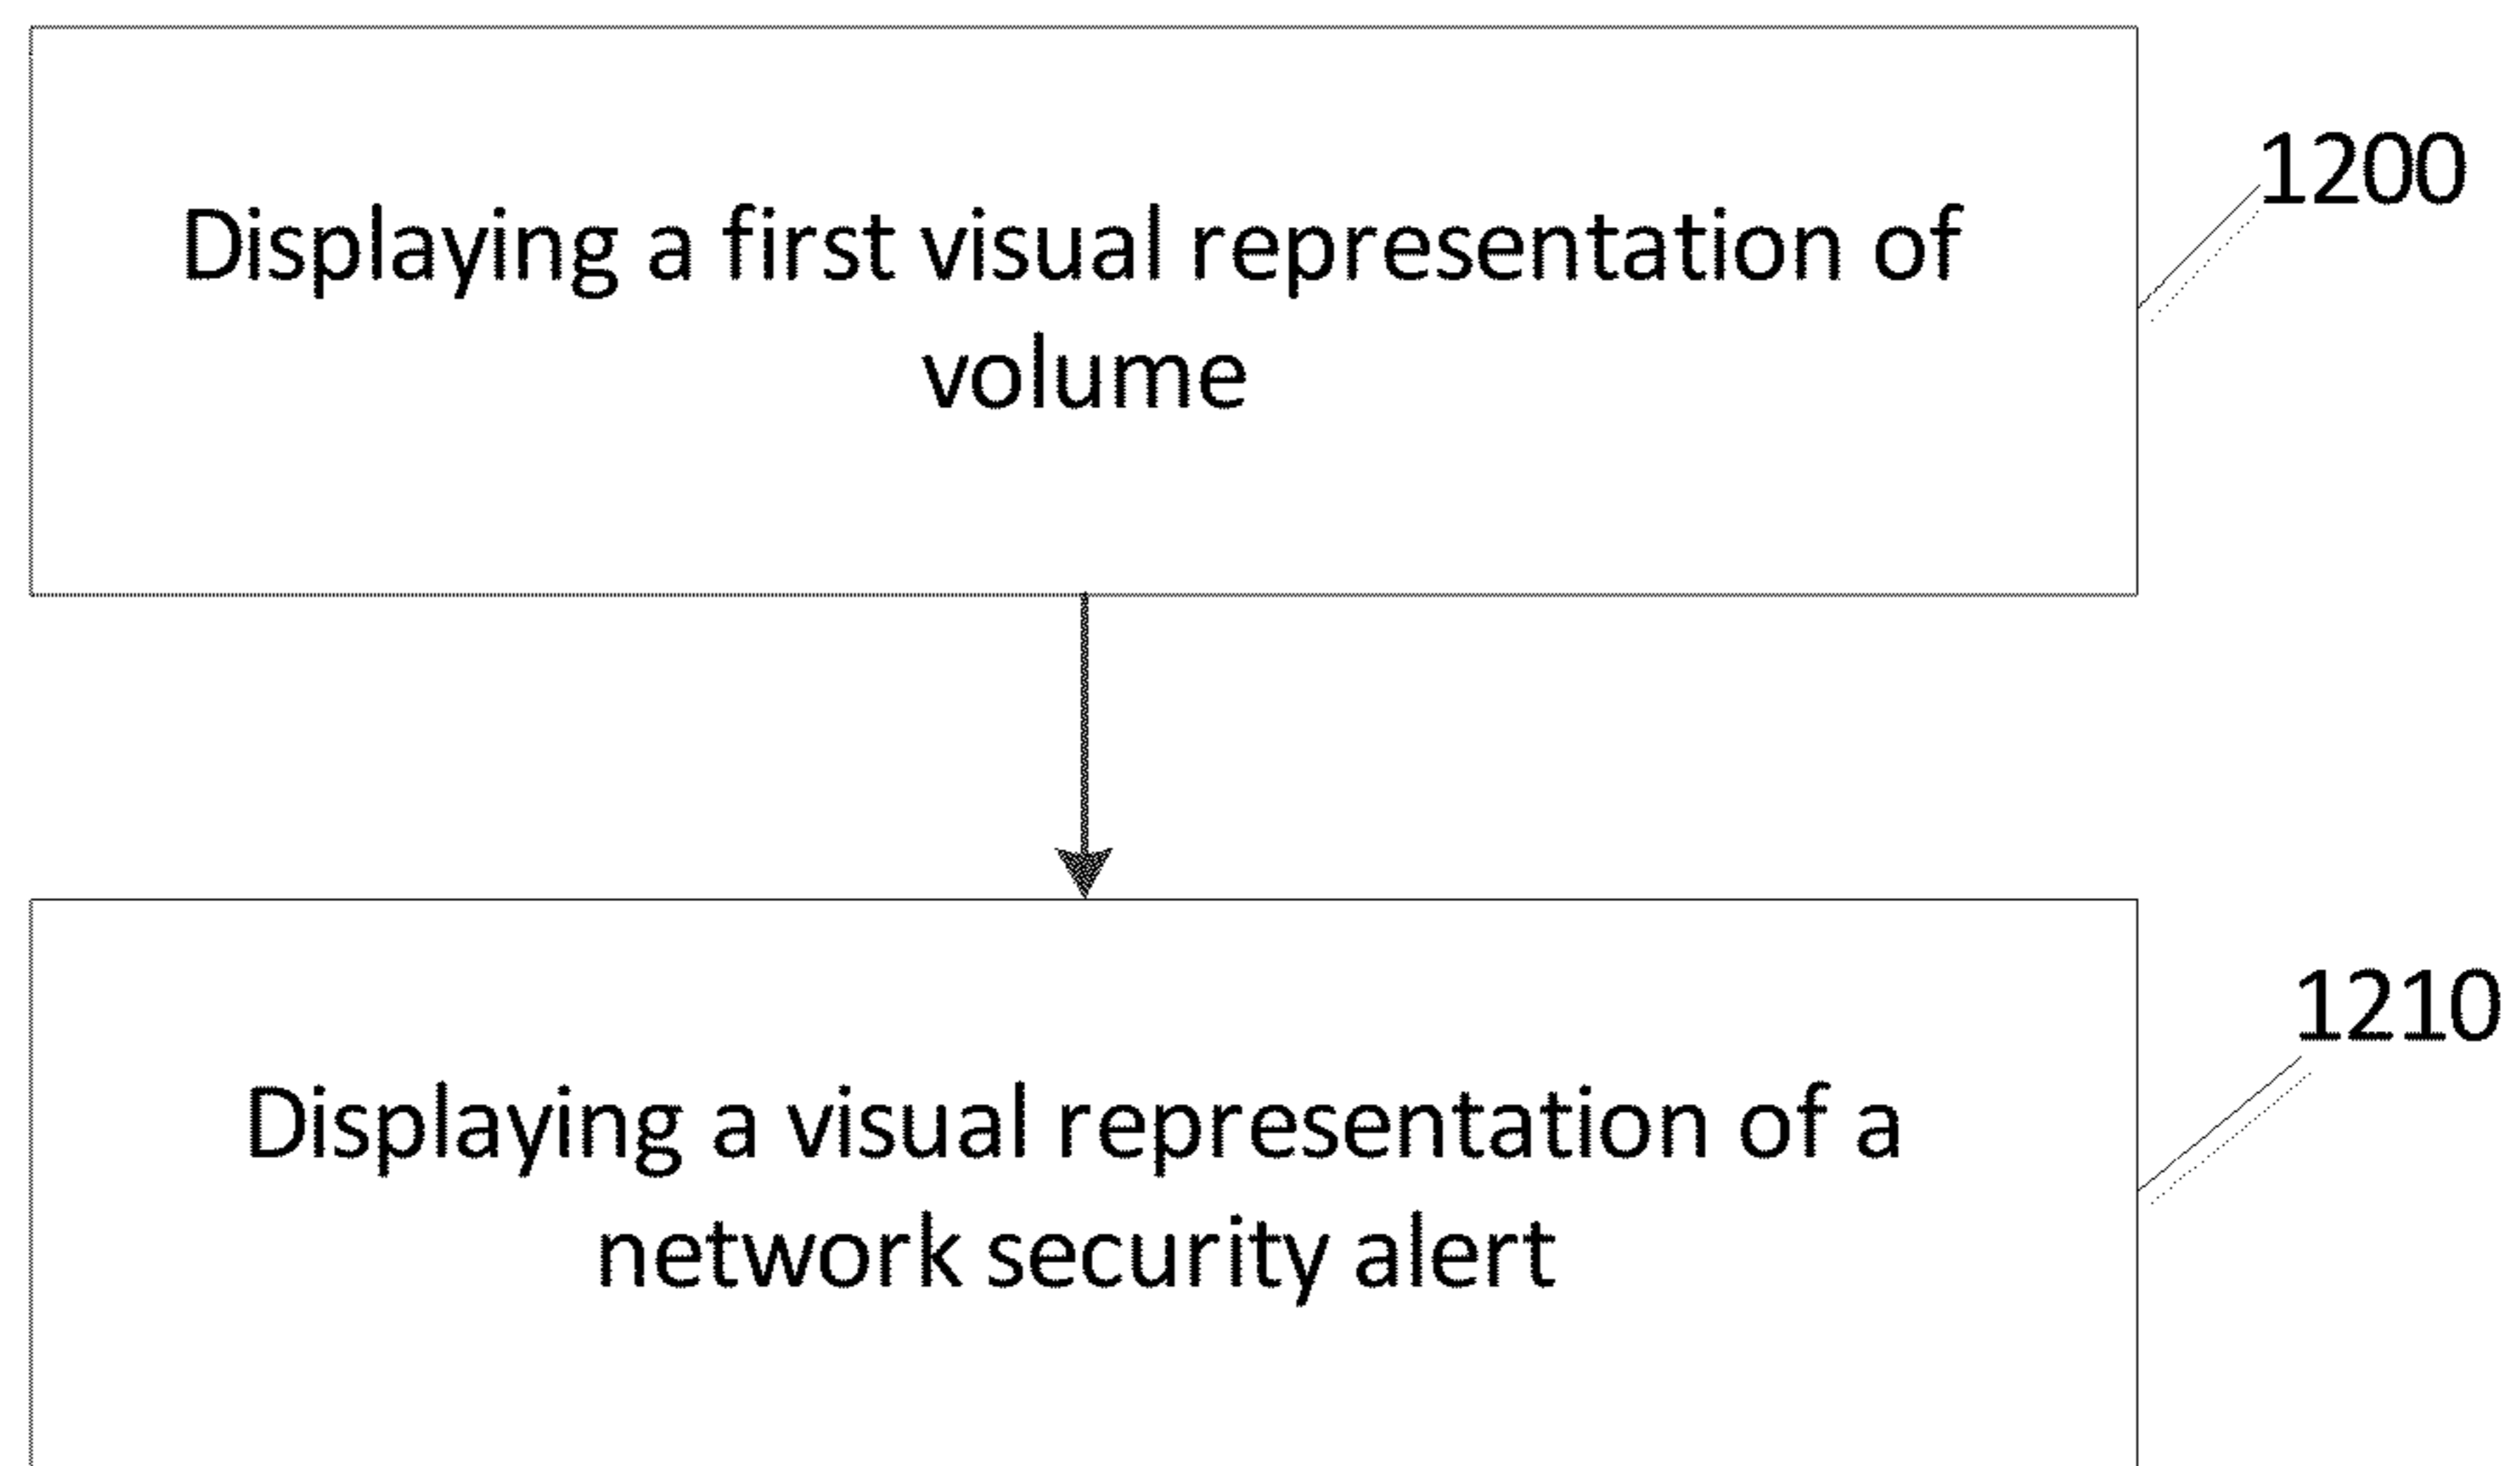 Displaying a first visual representation of
volume
1200
Displaying a visual representation of a
network security alert
1210